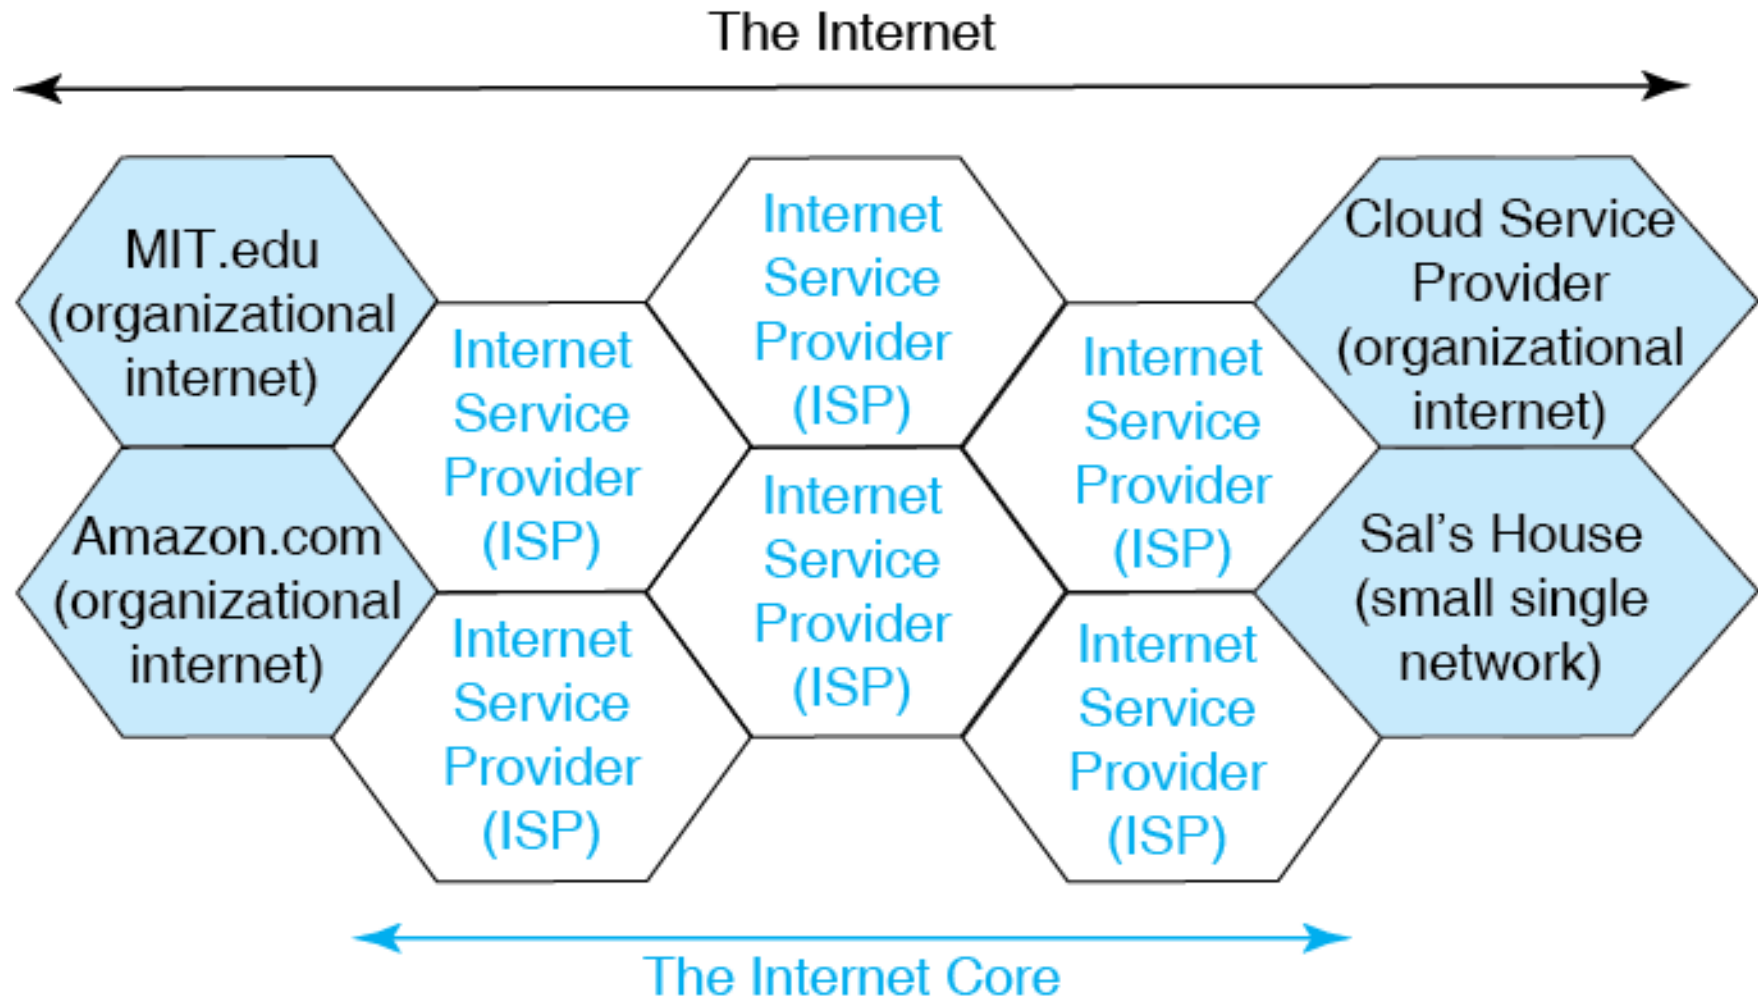 The Internet
MIT.edu
(organizational
internet)
Amazon.com
(organizational
internet)
Internet
Service
Provider
(ISP)
Internet
Service
Provider
(ISP)
Internet
Service
Provider
(ISP)
Internet
Service
Provider
(ISP)
Internet
Service
Provider
(ISP)
Internet
Service
Provider
(ISP)
Cloud Service
Provider
(organizational
internet)
Sal's House
(small single
network)
The Internet Core